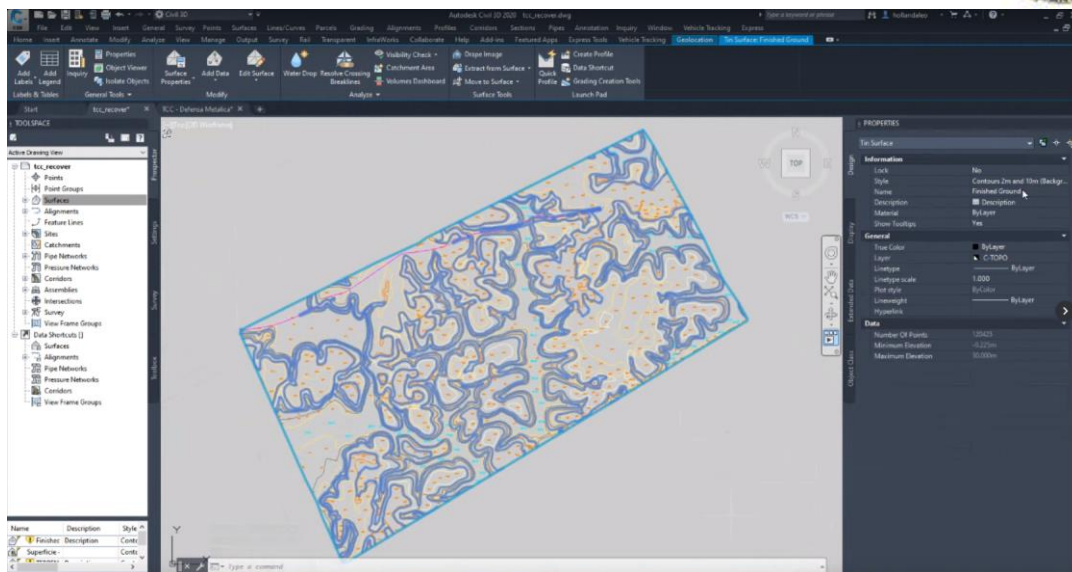 Civil 3D
Autodesk Civil 3D 2020 tcc_recover.dwg
Type a keyword or phrase
hollandaleo
File Edit View Insert General Survey Points Surfaces Lines/Curves Parcels Grading Alignments Profiles Corridors Sections Pipes Annotation Inquiry Window Vehicle Tracking Express
Home Insert Annotate Modify Analyze View Manage Output Survey Rail Transparent InfraWorks Collaborate Help Add-ins Featured Apps Express Tools Vehicle Tracking Geolocation Tin Surface: Finished Ground
Properties Visibility Check Drape Image Create Profile
Object Viewer Catchment Area Extract from Surface Data Shortcut
Isolate Objects Volumes Dashboard Move to Surface Grading Creation Tools
Add Labels Add Legend Inquiry Surface Properties Add Data Edit Surface Water Drop Resolve Crossing Breaklines Quick Profile
Labels & Tables General Tools Modify Analyze Surface Tools Launch Pad
Start tcc_recover* TCC - Defensa Metalica*
TOOLSPACE
Active Drawing View
tcc_recover
Points
Point Groups
Surfaces
Alignments
Feature Lines
Sites
Catchments
Pipe Networks
Pressure Networks
Corridors
Assemblies
Intersections
Survey
View Frame Groups
Data Shortcuts []
Surfaces
Alignments
Pipe Networks
Pressure Networks
Corridors
View Frame Groups
Prospector
Settings
Survey
Toolbox
Name Description Style
Finishec Description Conto
Superficie - Conto
TOP
WCS
Y
Type a command
PROPERTIES
Tin Surface
Design
Display
Extended Data
Object Class
Information
Lock No
Style Contours 2m and 10m (Backgr...
Name Finished Ground
Description Description
Material ByLayer
Show Tooltips Yes
General
True Color ByLayer
Layer C-TOPO
Linetype ByLayer
Linetype scale 1.000
Plot style ByColor
Lineweight ByLayer
Hyperlink
Data
Number Of Points
Minimum Elevation -0.225m
Maximum Elevation